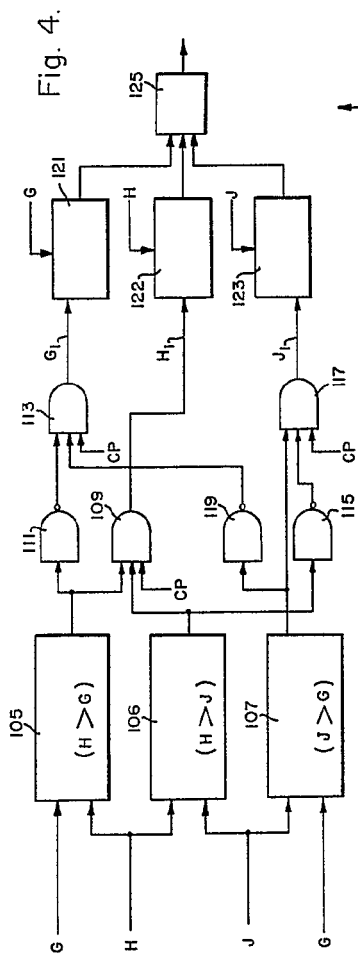 Fig. 4.
G
H
J
G
105
(H > G)
106
(H > J)
107
(J > G)
111
109
CP
119
115
113
CP
117
CP
G₁
H₁
J₁
G
121
H
122
J
123
125